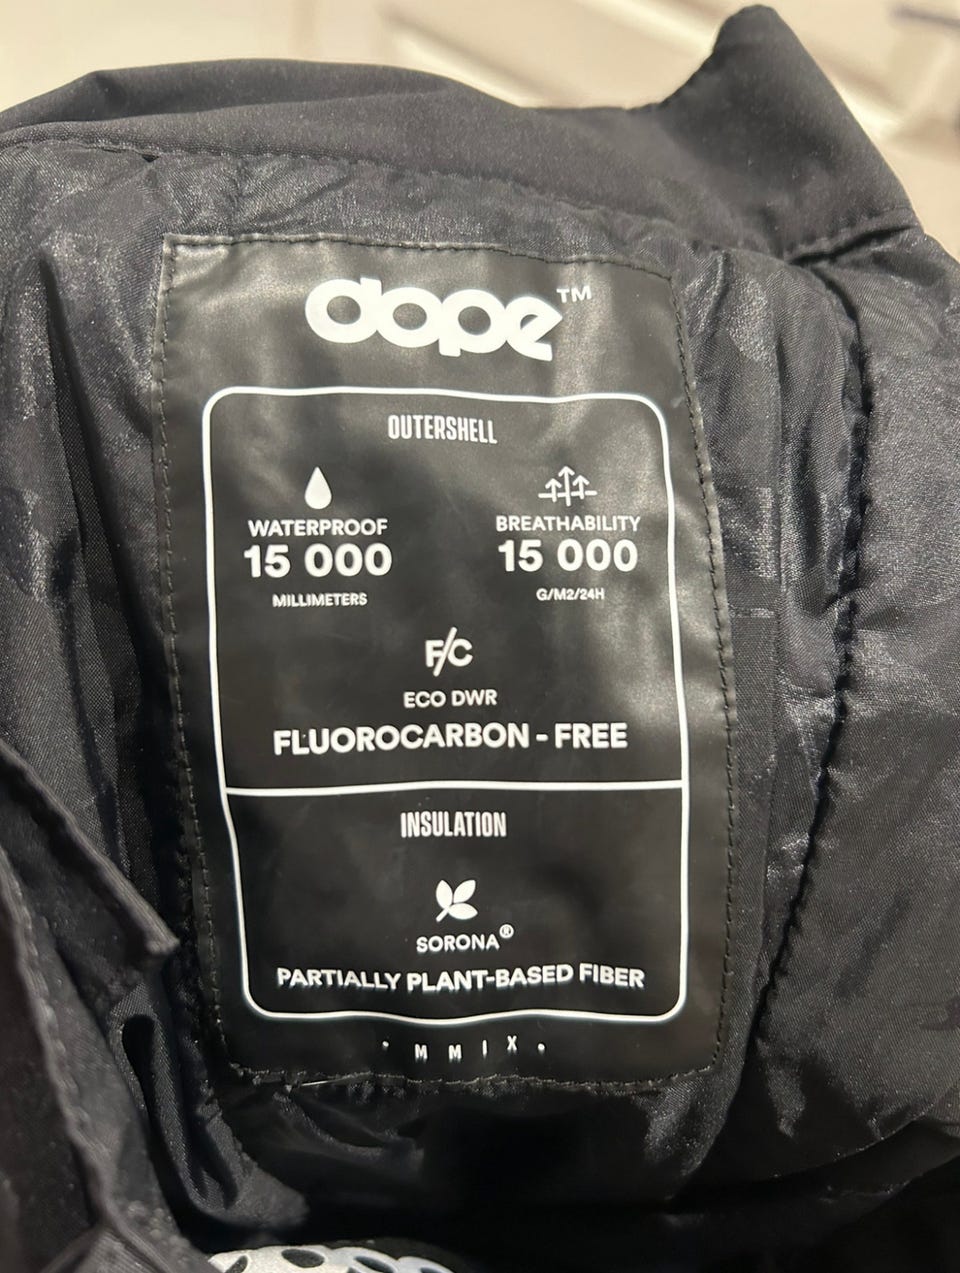 dope™
OUTERSHELL
WATERPROOF
15 000
MILLIMETERS
BREATHABILITY
15 000
G/M2/24H
F/C
ECO DWR
FLUOROCARBON - FREE
INSULATION
SORONA®
PARTIALLY PLANT-BASED FIBER
• M M I X •